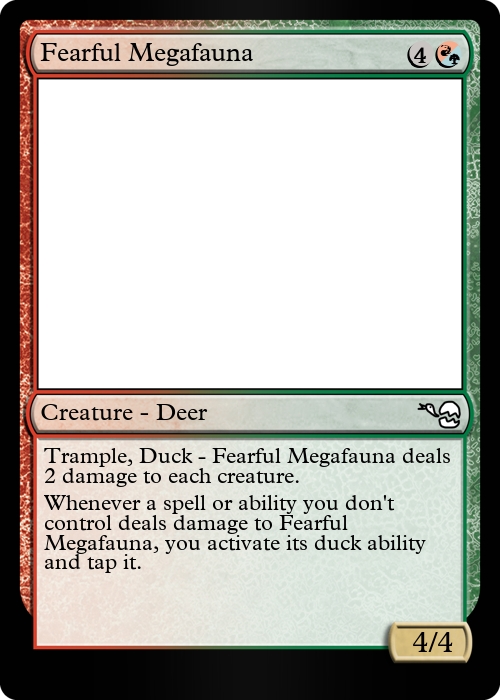 Fearful Megafauna
4
Creature - Deer
Trample, Duck - Fearful Megafauna deals
2 damage to each creature.
Whenever a spell or ability you don't
control deals damage to Fearful
Megafauna, you activate its duck ability
and tap it.
4/4